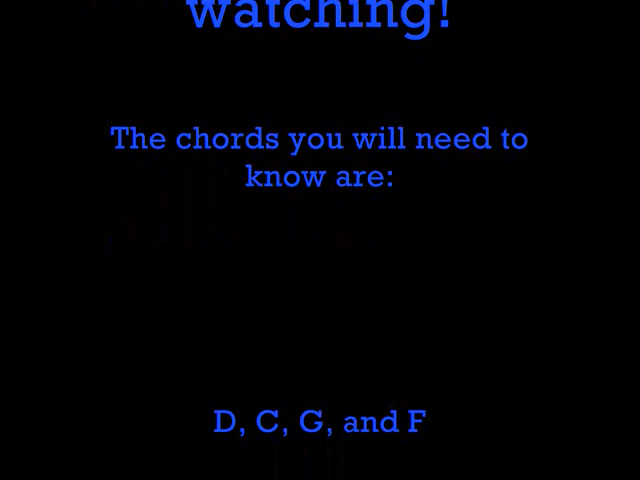 watching!
The chords you will need to
know are:
D, C, G, and F